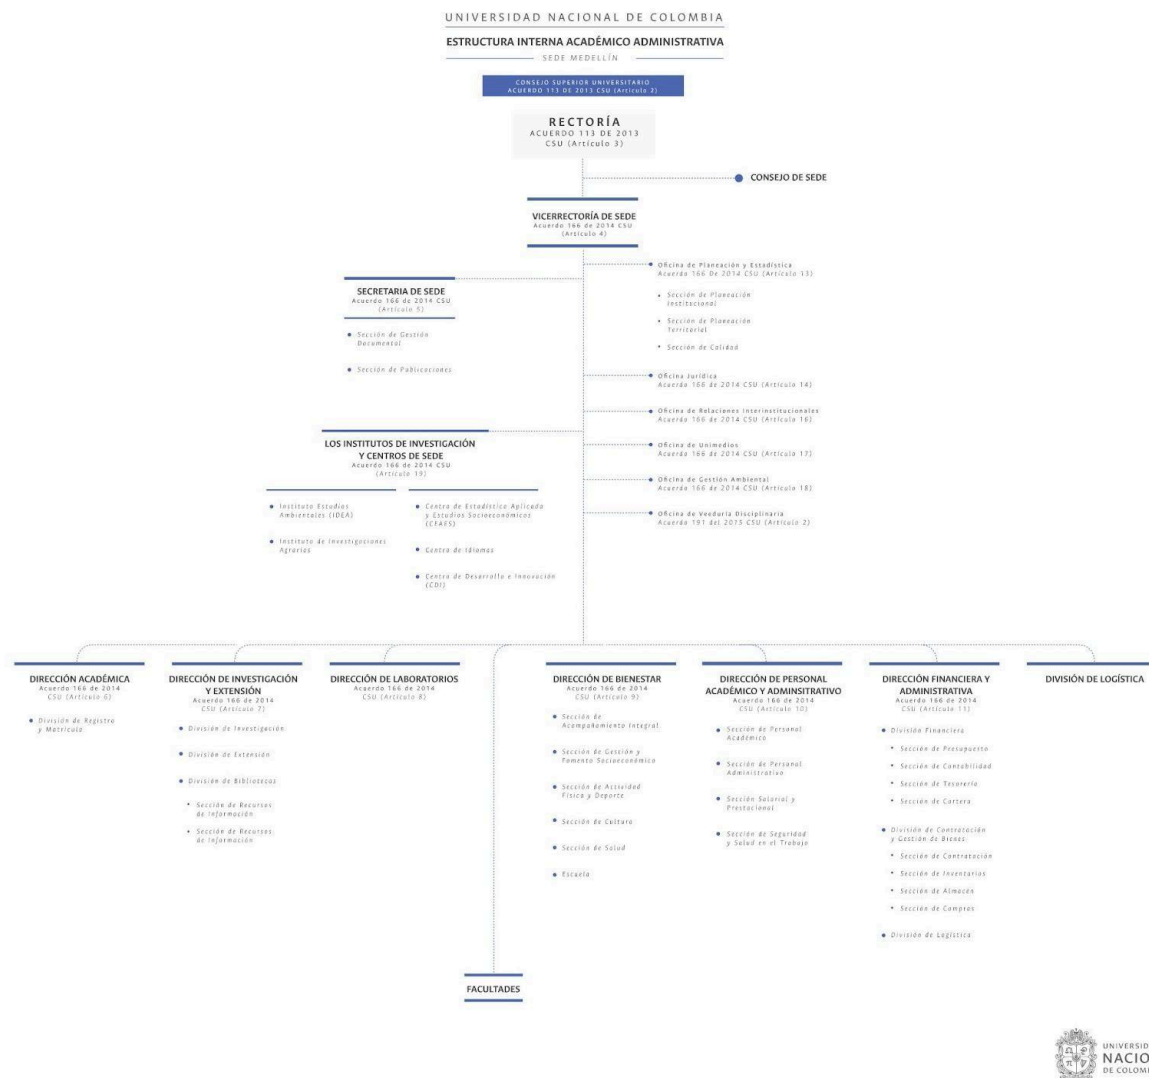 UNIVERSIDAD NACIONAL DE COLOMBIA
ESTRUCTURA INTERNA ACADÉMICO ADMINISTRATIVA
SEDE MEDELLÍN
CONSEJO SUPERIOR UNIVERSITARIO
ACUERDO 113 DE 2013 CSU (Artículo 2)
RECTORÍA
ACUERDO 113 DE 2013
CSU (Artículo 3)
CONSEJO DE SEDE
VICERRECTORÍA DE SEDE
Acuerdo 166 de 2014 CSU
(Artículo 4)
SECRETARIA DE SEDE
Acuerdo 166 de 2014 CSU
(Artículo 5)
Sección de Gestión
Documental
Sección de Publicaciones
Oficina de Planeación y Estadística
Acuerdo 166 De 2014 CSU (Artículo 13)
Sección de Planeación
Institucional
Sección de Planeación
Territorial
Sección de Calidad
Oficina Jurídica
Acuerdo 166 de 2014 CSU (Artículo 14)
Oficina de Relaciones Interinstitucionales
Acuerdo 166 de 2014 CSU (Artículo 16)
Oficina de Unimedios
Acuerdo 166 de 2014 CSU (Artículo 17)
Oficina de Gestión Ambiental
Acuerdo 166 de 2014 CSU (Artículo 18)
Oficina de Veeduría Disciplinaria
Acuerdo 191 del 2015 CSU (Artículo 2)
LOS INSTITUTOS DE INVESTIGACIÓN
Y CENTROS DE SEDE
Acuerdo 166 de 2014 CSU
(Artículo 19)
Instituto Estudios
Ambientales (IDEA)
Instituto de Investigaciones
Agrarias
Centro de Estadística Aplicada
y Estudios Socioeconómicos
(CEAES)
Centro de Idiomas
Centro de Desarrollo e Innovación
(CDI)
DIRECCIÓN ACADÉMICA
Acuerdo 166 de 2014
CSU (Artículo 6)
División de Registro
y Matrícula
DIRECCIÓN DE INVESTIGACIÓN
Y EXTENSIÓN
Acuerdo 166 de 2014
CSU (Artículo 7)
División de Investigación
División de Extensión
División de Bibliotecas
Sección de Recursos
de Información
Sección de Recursos
de Información
DIRECCIÓN DE LABORATORIOS
Acuerdo 166 de 2014
CSU (Artículo 8)
DIRECCIÓN DE BIENESTAR
Acuerdo 166 de 2014
CSU (Artículo 9)
Sección de
Acompañamiento Integral
Sección de Gestión y
Fomento Socioeconómico
Sección de Actividad
Física y Deporte
Sección de Cultura
Sección de Salud
Escuela
DIRECCIÓN DE PERSONAL
ACADÉMICO Y ADMINSITRATIVO
Acuerdo 166 de 2014
CSU (Artículo 10)
Sección de Personal
Académico
Sección de Personal
Administrativo
Sección Salarial y
Prestacional
Sección de Seguridad
y Salud en el Trabajo
DIRECCIÓN FINANCIERA Y
ADMINISTRATIVA
Acuerdo 166 de 2014
CSU (Artículo 11)
División Financiera
Sección de Presupuesto
Sección de Contabilidad
Sección de Tesorería
Sección de Cartera
División de Contratación
y Gestión de Bienes
Sección de Contratación
Sección de Inventarios
Sección de Almacén
Sección de Compras
División de Logística
DIVISIÓN DE LOGÍSTICA
FACULTADES
UNIVERSID
NACIO
DE COLOMB